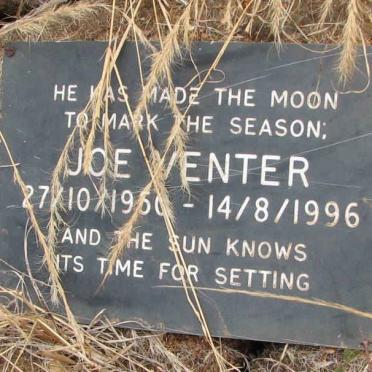 HE HAS MADE THE MOON
TO MARK THE SEASON;
JOE VENTER
27/10/1960 - 14/8/1996
AND THE SUN KNOWS
ITS TIME FOR SETTING